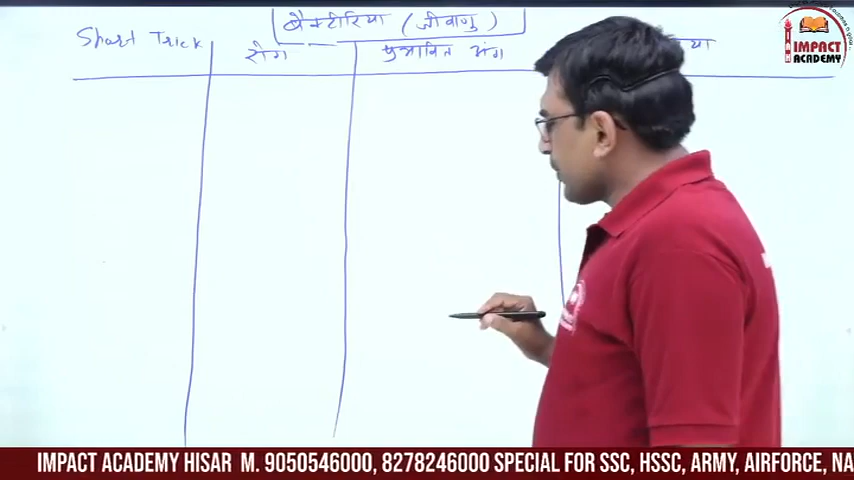 बैक्टीरिया (जीवाणु)
Short Trick
रोग
प्रभावित अंग
IMPACT
ACADEMY
IMPACT ACADEMY HISAR M. 9050546000, 8278246000 SPECIAL FOR SSC, HSSC, ARMY, AIRFORCE, NA